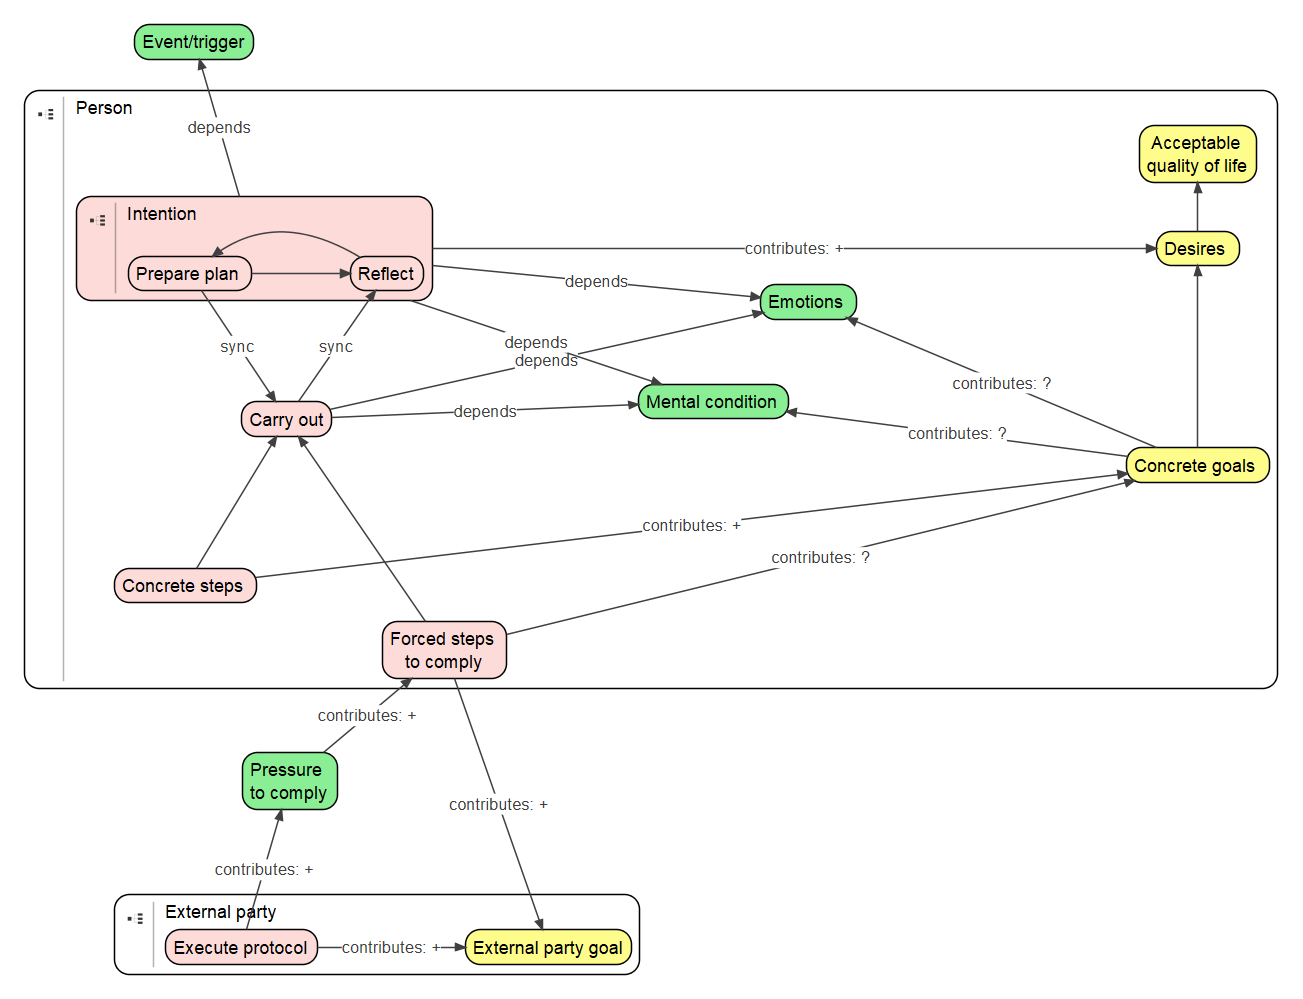 Event/trigger
Person
depends
Acceptable
quality of life
Intention
contributes: +
Desires
Prepare plan
Reflect
depends
Emotions
sync
sync
depends
depends
contributes: ?
Mental condition
Carry out
depends
contributes: ?
Concrete goals
contributes: +
contributes: ?
Concrete steps
Forced steps
to comply
contributes: +
Pressure
to comply
contributes: +
contributes: +
External party
Execute protocol
contributes: +
External party goal